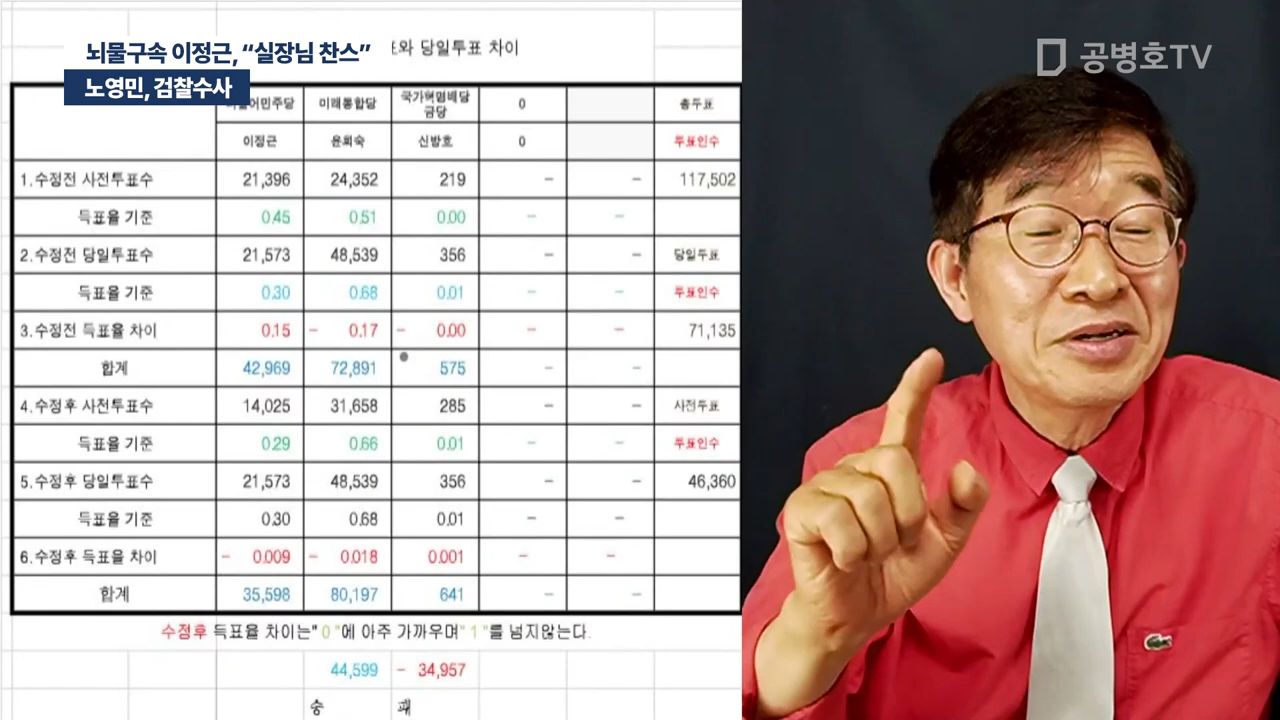 뇌물구속 이정근, “실장님 찬스”
노영민, 검찰수사
와 당일투표 차이
공병호TV
민주당 미래통합당 국가혁명배당금당 0 총투표
이정근 윤희숙 신방호 0 투표인수
1.수정전 사전투표수 21,396 24,352 219 – – 117,502
득표율 기준 0.45 0.51 0.00 – –
2.수정전 당일투표수 21,573 48,539 356 – – 당일투표
득표율 기준 0.30 0.68 0.01 – – 투표인수
3.수정전 득표율 차이 0.15 – 0.17 – 0.00 – – 71,135
합계 42,969 72,891 575 – –
4.수정후 사전투표수 14,025 31,658 285 – – 사전투표
득표율 기준 0.29 0.66 0.01 – – 투표인수
5.수정후 당일투표수 21,573 48,539 356 – – 46,360
득표율 기준 0.30 0.68 0.01 – –
6.수정후 득표율 차이 – 0.009 – 0.018 0.001 – –
합계 35,598 80,197 641 – –
수정후 득표율 차이는" 0 "에 아주 가까우며" 1 "를 넘지않는다.
44,599 – 34,957
숭 패